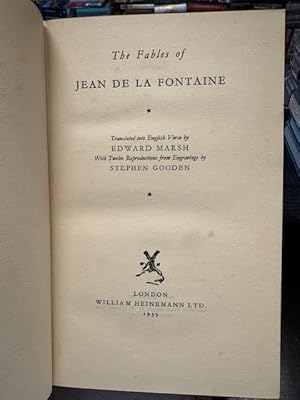 The Fables of
JEAN DE LA FONTAINE
Translated into English Verse by
EDWARD MARSH
With Twelve Reproductions from Engravings by
STEPHEN GOODEN
LONDON
WILLIAM HEINEMANN LTD.
1955